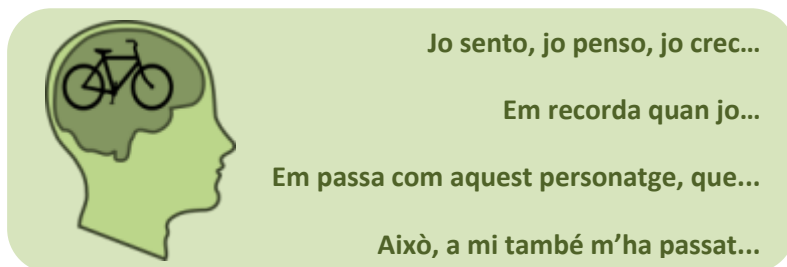 Jo sento, jo penso, jo crec…
Em recorda quan jo…
Em passa com aquest personatge, que...
Això, a mi també m’ha passat...